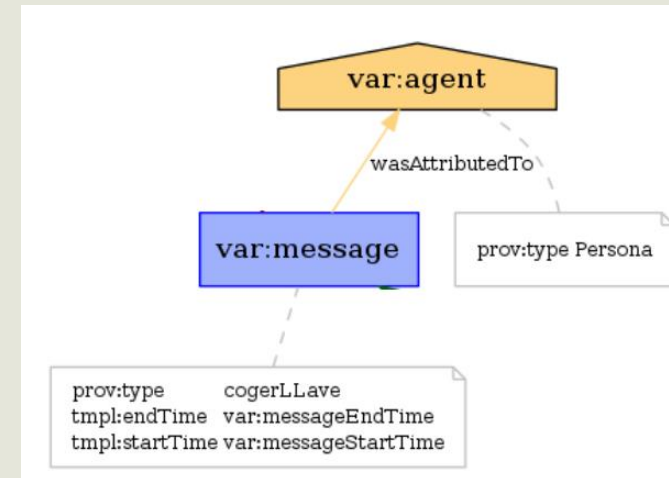 var:agent
wasAttributedTo
var:message
prov:type Persona
prov:type cogerLLave
tmpl:endTime var:messageEndTime
tmpl:startTime var:messageStartTime